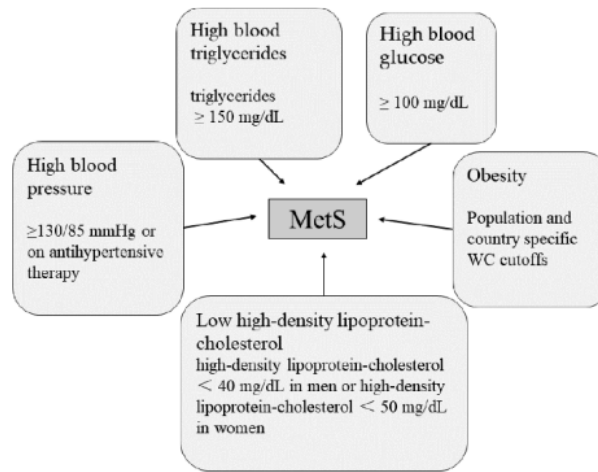 High blood
triglycerides
triglycerides
≥ 150 mg/dL
High blood
glucose
≥ 100 mg/dL
High blood
pressure
≥130/85 mmHg or
on antihypertensive
therapy
MetS
Obesity
Population and
country specific
WC cutoffs
Low high-density lipoprotein-
cholesterol
high-density lipoprotein-cholesterol
< 40 mg/dL in men or high-density
lipoprotein-cholesterol < 50 mg/dL
in women